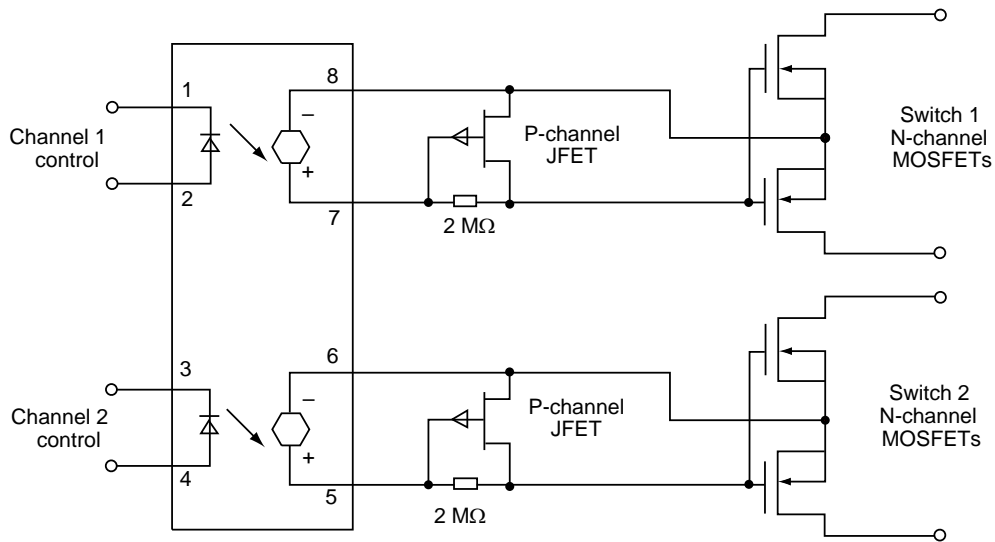 1
Channel 1
control
2
8
−
+
7
P-channel
JFET
2 MΩ
Switch 1
N-channel
MOSFETs
3
Channel 2
control
4
6
−
+
5
P-channel
JFET
2 MΩ
Switch 2
N-channel
MOSFETs